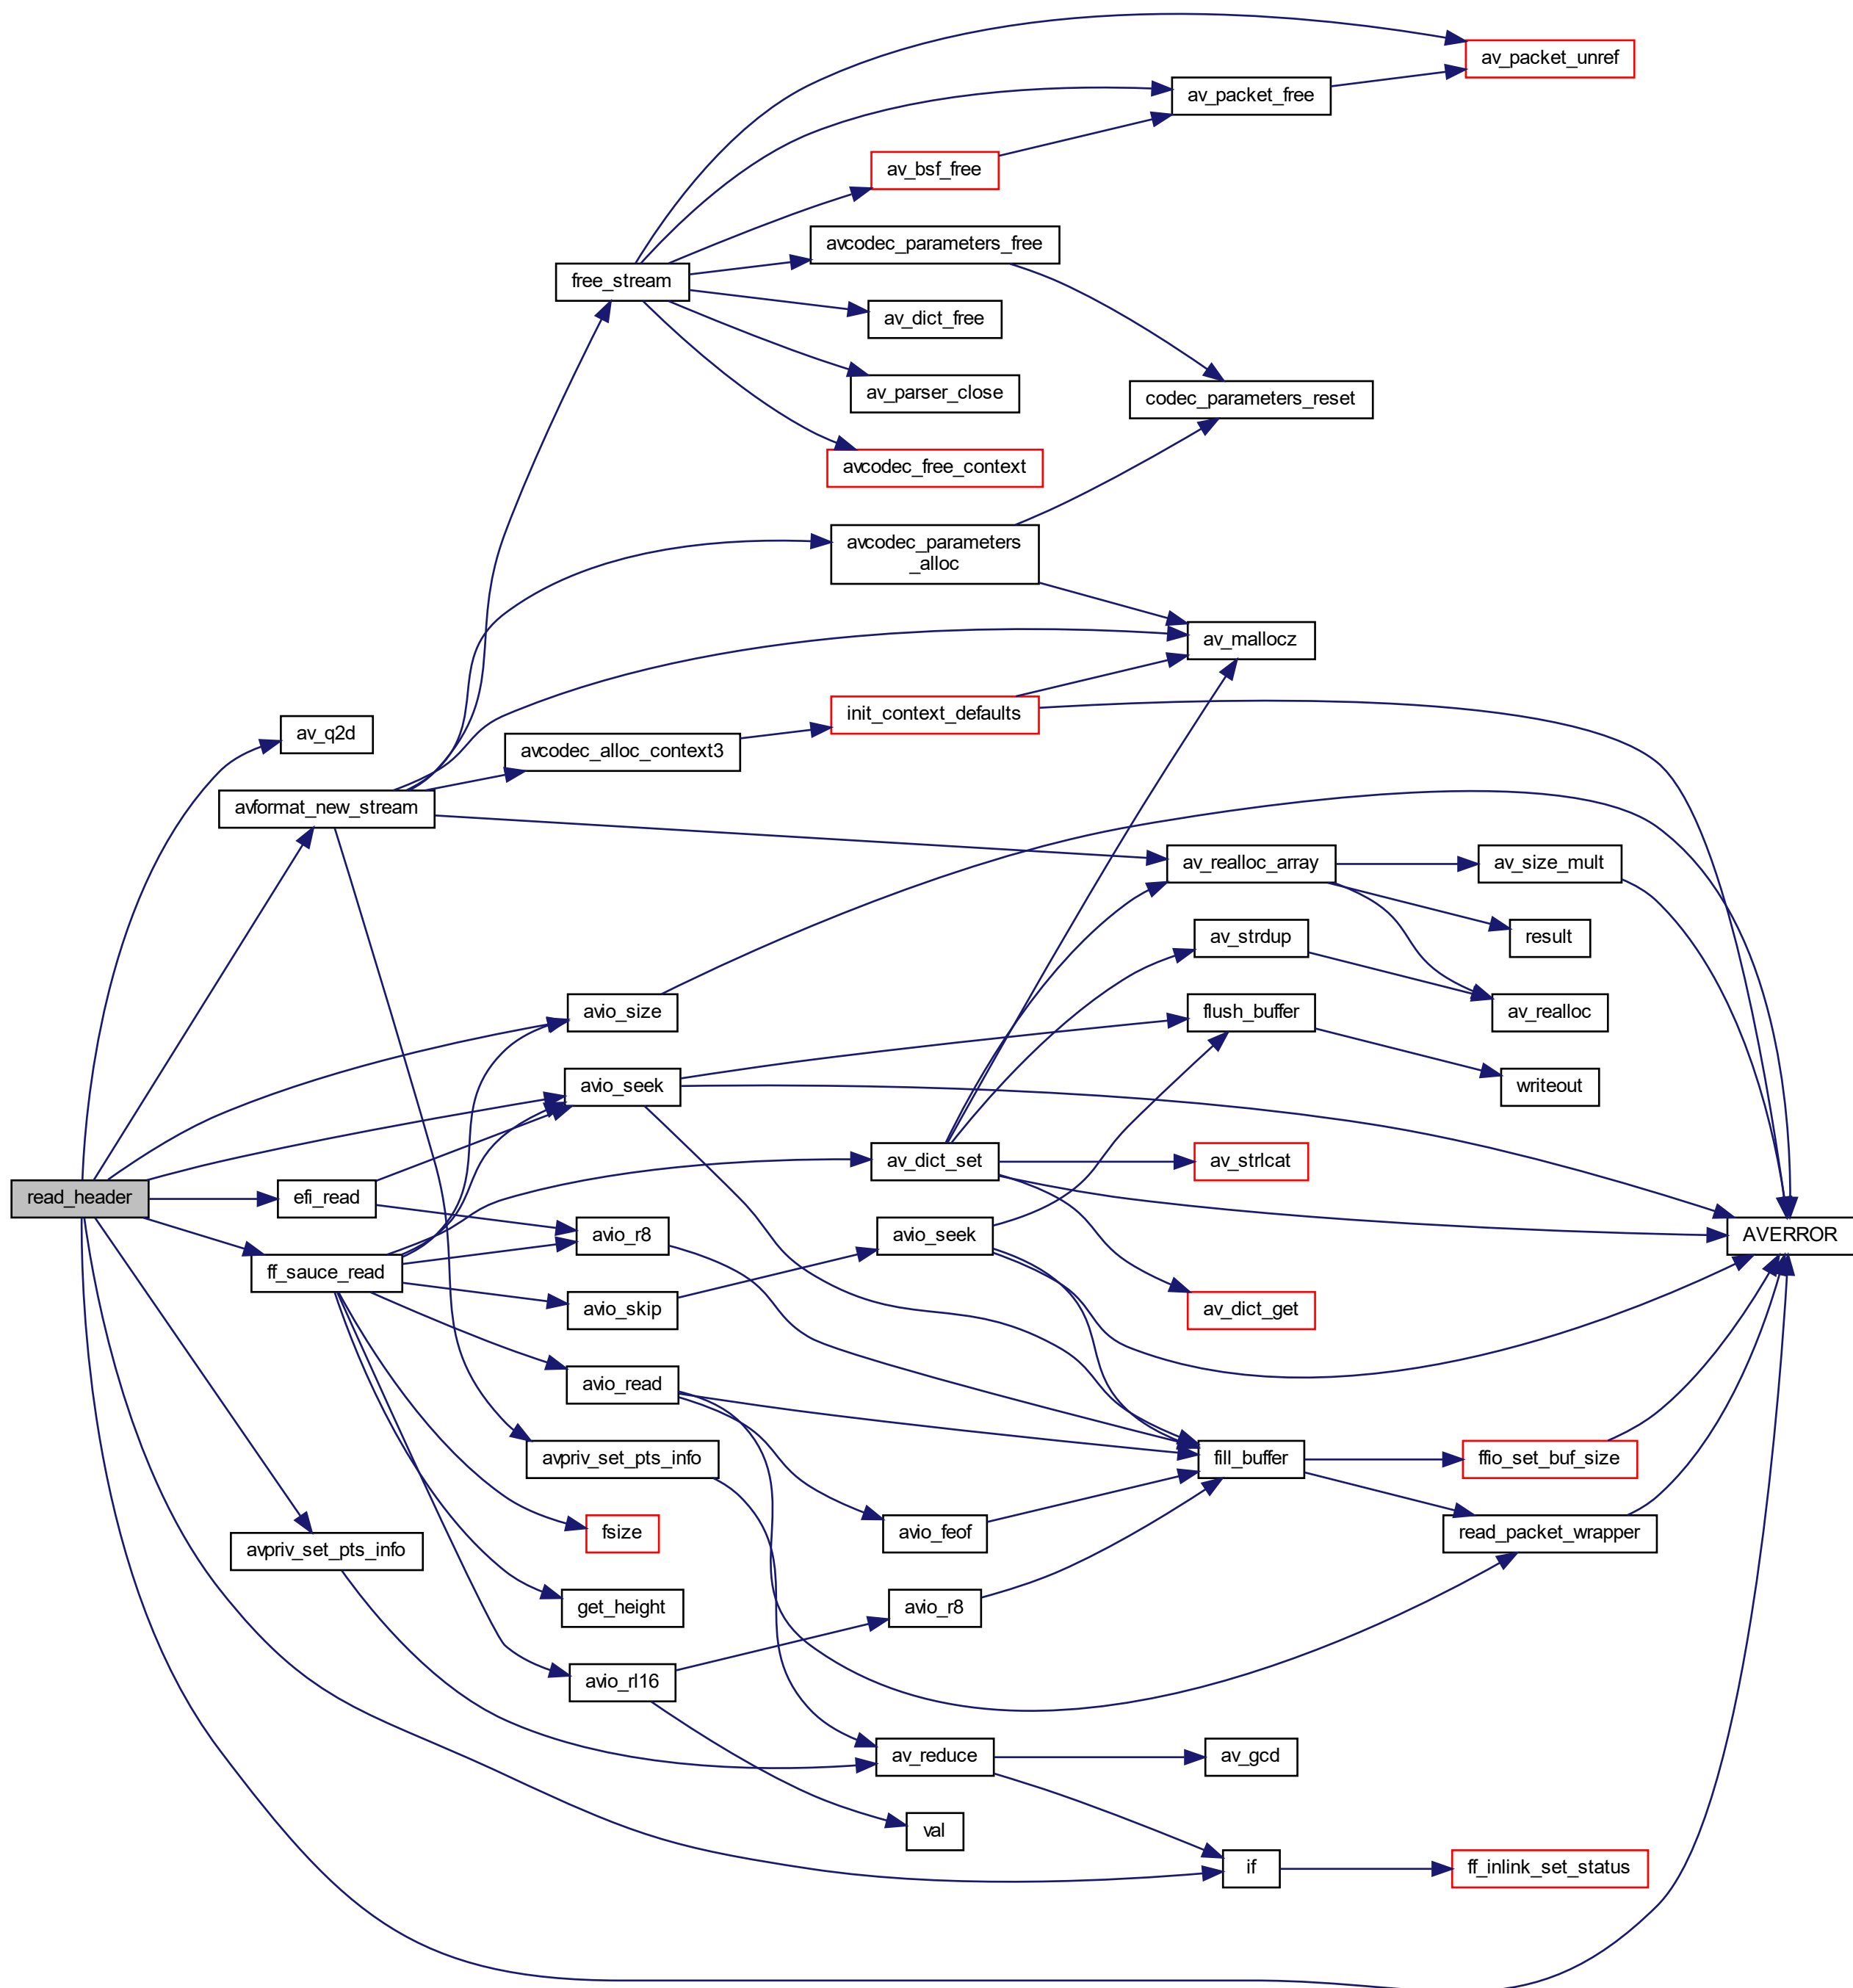 av_packet_unref
av_packet_free
av_bsf_free
avcodec_parameters_free
free_stream
av_dict_free
av_parser_close
codec_parameters_reset
avcodec_free_context
avcodec_parameters
_alloc
av_mallocz
init_context_defaults
av_q2d
avcodec_alloc_context3
avformat_new_stream
av_realloc_array
av_size_mult
av_strdup
result
avio_size
flush_buffer
av_realloc
avio_seek
writeout
av_dict_set
av_strlcat
read_header
efi_read
avio_r8
avio_seek
AVERROR
ff_sauce_read
avio_skip
av_dict_get
avio_read
avpriv_set_pts_info
fill_buffer
ffio_set_buf_size
fsize
avio_feof
read_packet_wrapper
avpriv_set_pts_info
get_height
avio_r8
avio_rl16
av_reduce
av_gcd
val
if
ff_inlink_set_status